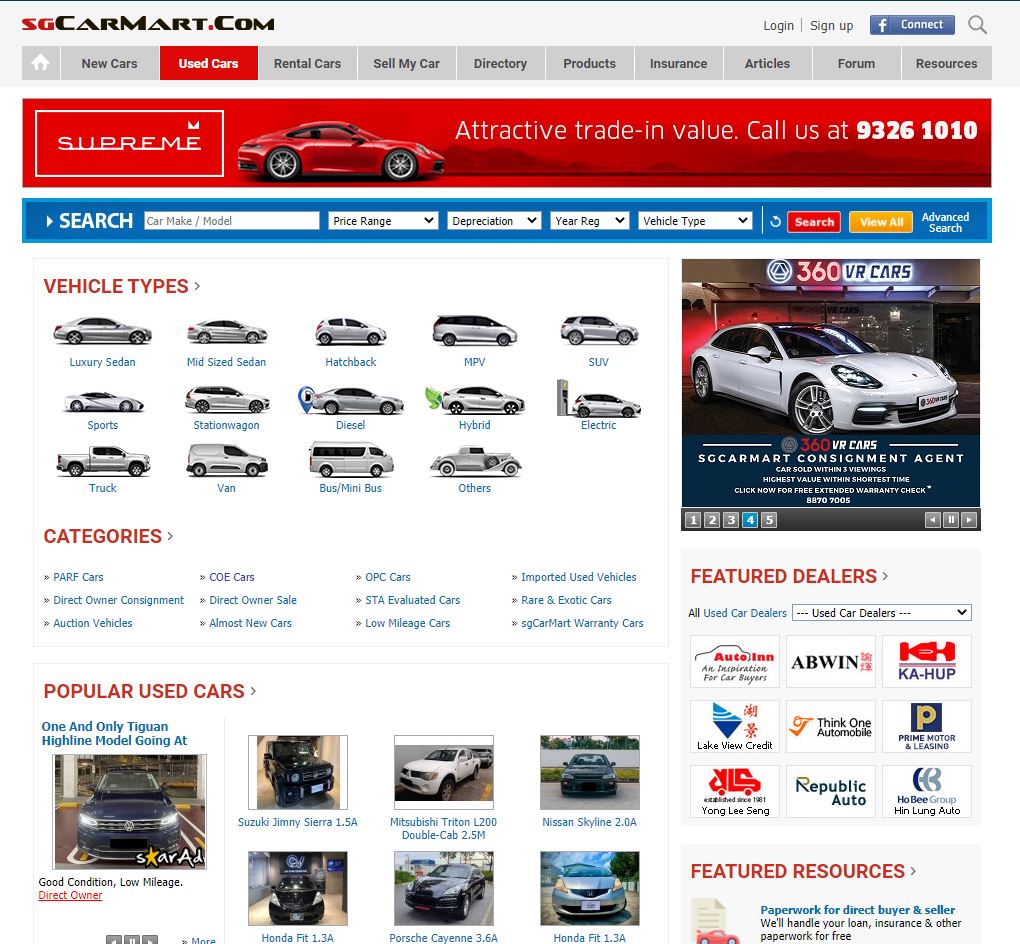 sgCarMart.Com
Login
Sign up
Connect
New Cars
Used Cars
Rental Cars
Sell My Car
Directory
Products
Insurance
Articles
Forum
Resources
SUPREME
Attractive trade-in value. Call us at 9326 1010
SEARCH
Car Make / Model
Price Range
Depreciation
Year Reg
Vehicle Type
Search
View All
Advanced
Search
VEHICLE TYPES
Luxury Sedan
Mid Sized Sedan
Hatchback
MPV
SUV
Sports
Stationwagon
Diesel
Hybrid
Electric
Truck
Van
Bus/Mini Bus
Others
CATEGORIES
» PARF Cars
» COE Cars
» OPC Cars
» Imported Used Vehicles
» Direct Owner Consignment
» Direct Owner Sale
» STA Evaluated Cars
» Rare & Exotic Cars
» Auction Vehicles
» Almost New Cars
» Low Mileage Cars
» sgCarMart Warranty Cars
POPULAR USED CARS
One And Only Tiguan
Highline Model Going At
starAd
Good Condition, Low Mileage.
Direct Owner
» More
Suzuki Jimny Sierra 1.5A
Mitsubishi Triton L200
Double-Cab 2.5M
Nissan Skyline 2.0A
Honda Fit 1.3A
Porsche Cayenne 3.6A
Honda Fit 1.3A
360 VR CARS
360 VR CARS
360VR CARS
SGCARMART CONSIGNMENT AGENT
CAR SOLD WITHIN 3 VIEWINGS
HIGHEST VALUE WITHIN SHORTEST TIME
CLICK NOW FOR FREE EXTENDED WARRANTY CHECK*
8870 7005
1 2 3 4 5
FEATURED DEALERS
All Used Car Dealers
--- Used Car Dealers ---
AutoInn
An Inspiration
For Car Buyers
ABWIN
KA-HUP
湖景
Lake View Credit
Think One
Automobile
P
PRIME MOTOR
& LEASING
established since 1981
Yong Lee Seng
Republic
Auto
HoBee Group
Hin Lung Auto
FEATURED RESOURCES
Paperwork for direct buyer & seller
We'll handle your loan, insurance & other
paperwork for free